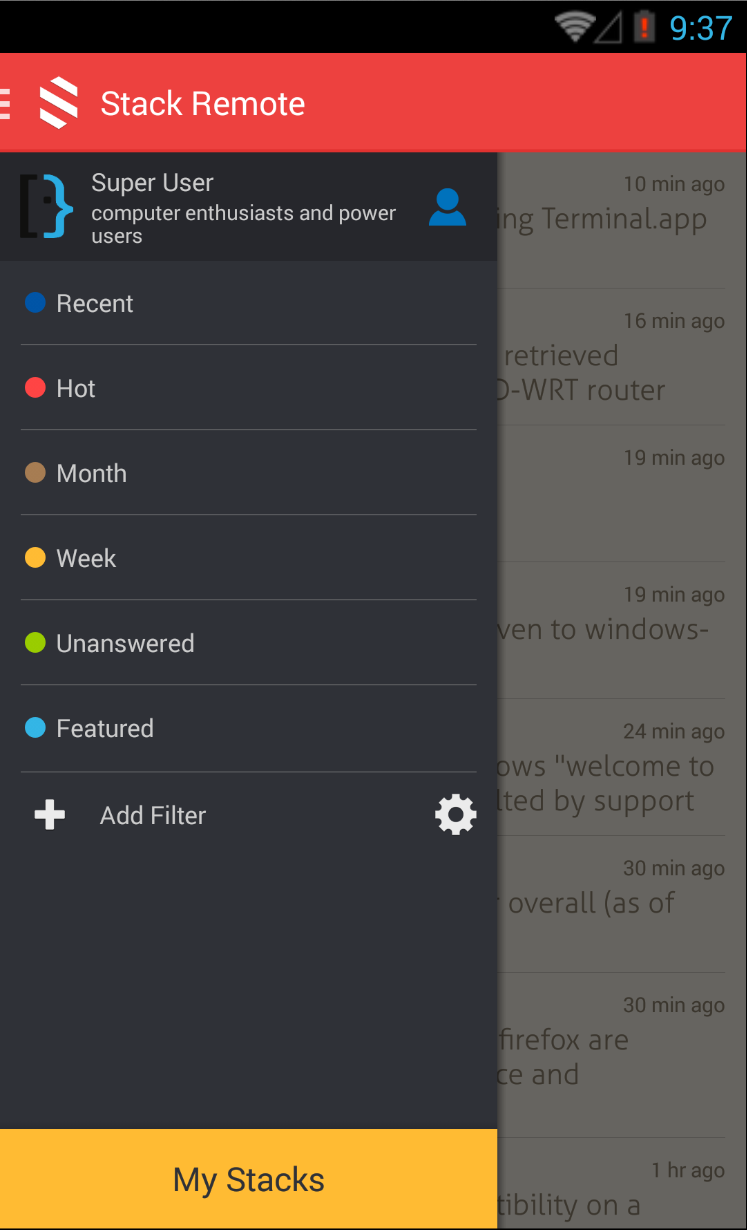 9:37
Stack Remote
Super User
computer enthusiasts and power
users
Recent
Hot
Month
Week
Unanswered
Featured
Add Filter
My Stacks
10 min ago
ing Terminal.app
16 min ago
retrieved
D-WRT router
19 min ago
19 min ago
ven to windows-
24 min ago
ows "welcome to
lted by support
30 min ago
overall (as of
30 min ago
firefox are
ce and
1 hr ago
tibility on a